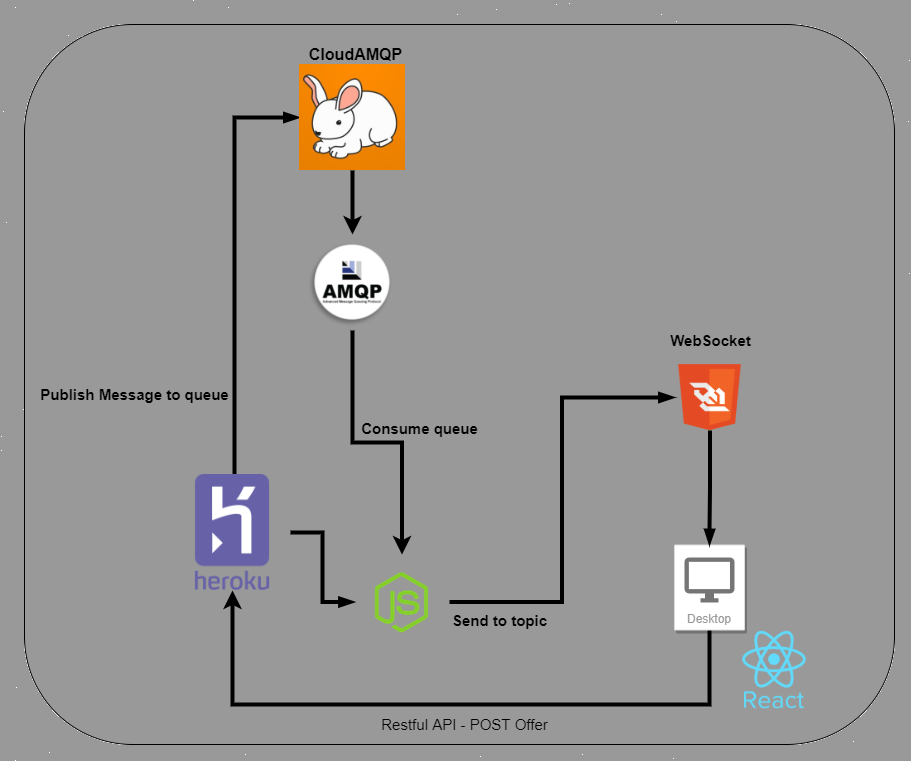 CloudAMQP
AMQP
Advanced Message Queuing Protocol
WebSocket
Publish Message to queue
Consume queue
heroku
JS
Send to topic
Desktop
React
Restful API - POST Offer